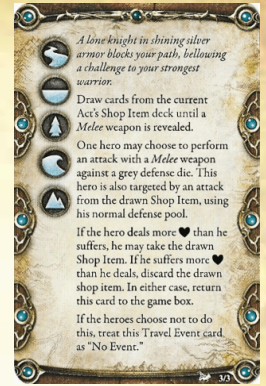 A lone knight in shining silver
armor blocks your path, bellowing
a challenge to your strongest
warrior.
Draw cards from the current
Act's Shop Item deck until a
Melee weapon is revealed.
One hero may choose to perform
an attack with a Melee weapon
against a grey defense die. This
hero is also targeted by an attack
from the drawn Shop Item, using
his normal defense pool.
If the hero deals more ♥ than he
suffers, he may take the drawn
Shop Item. If he suffers more ♥
than he deals, discard the drawn
shop item. In either case, return
this card to the game box.
If the heroes choose not to do
this, treat this Travel Event card
as "No Event."
3/3